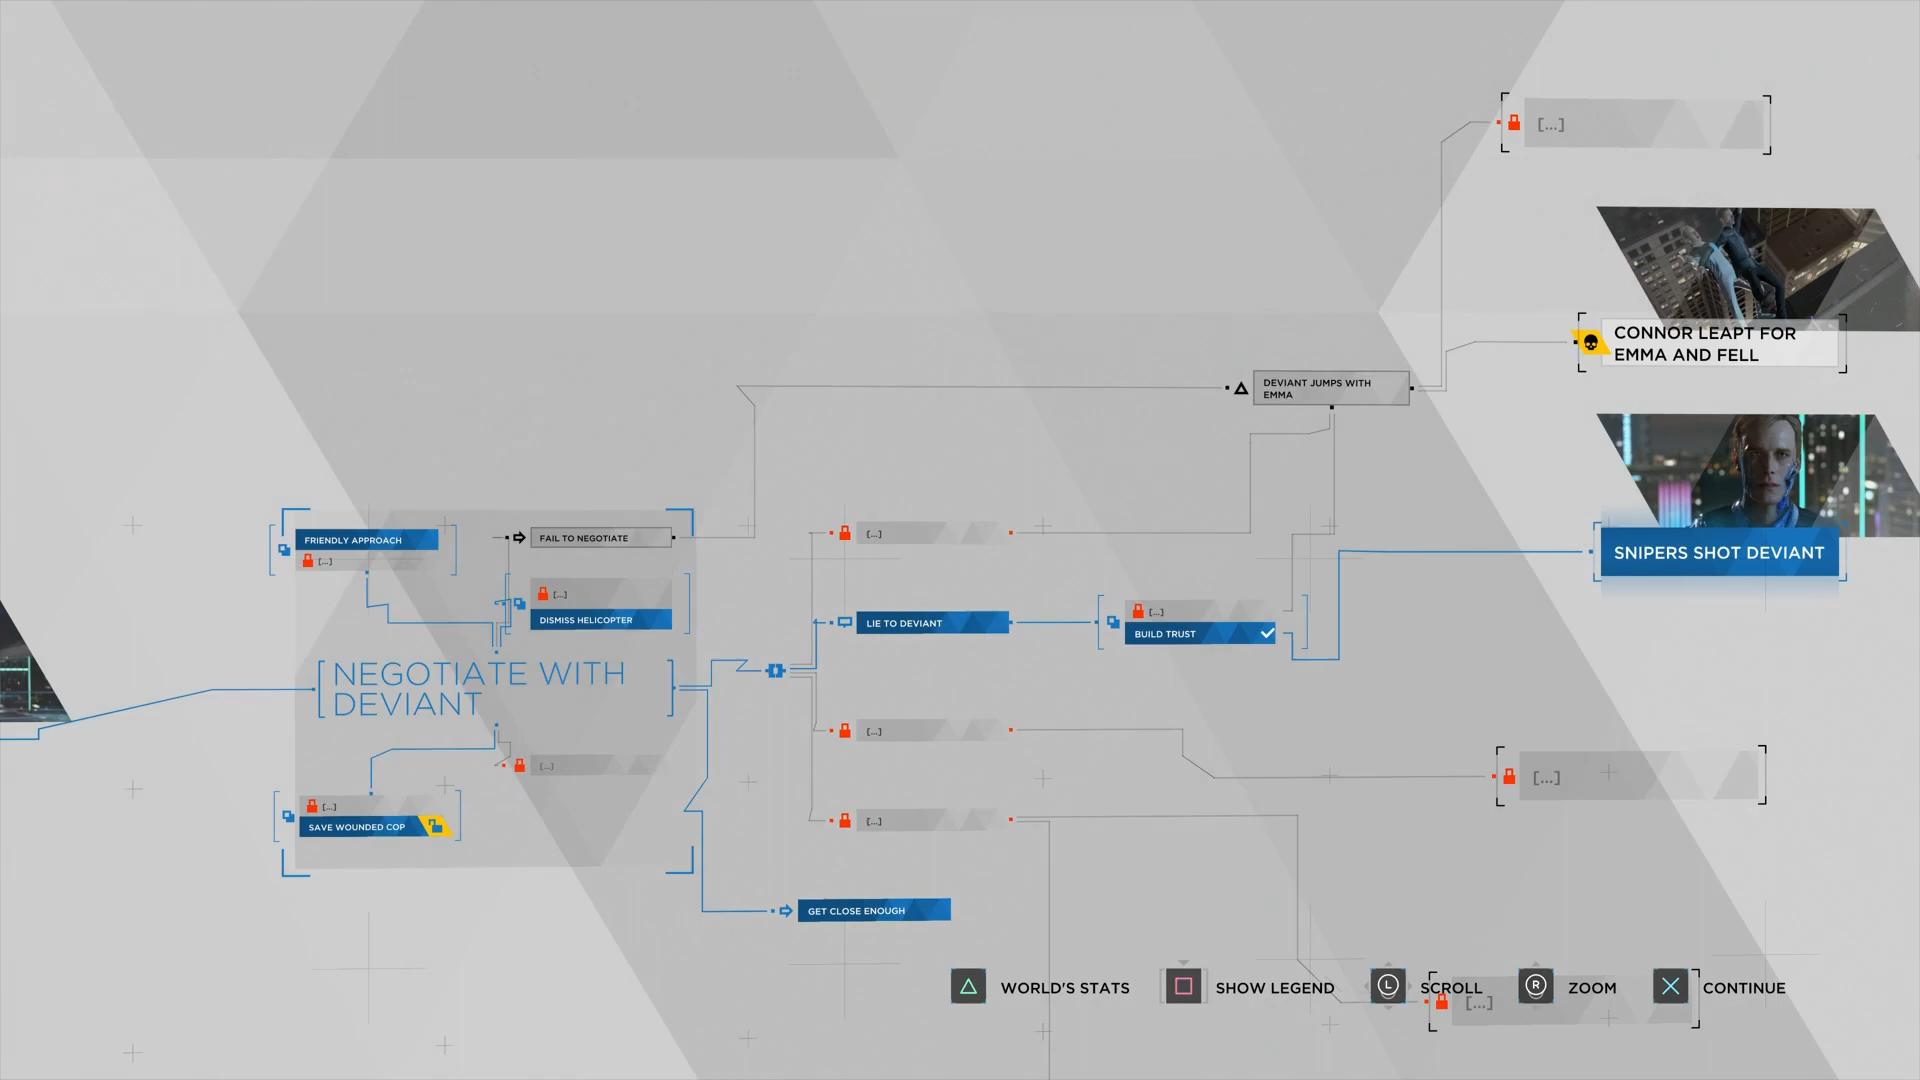 [...]
CONNOR LEAPT FOR
EMMA AND FELL
DEVIANT JUMPS WITH
EMMA
SNIPERS SHOT DEVIANT
FRIENDLY APPROACH
[...]
FAIL TO NEGOTIATE
[...]
DISMISS HELICOPTER
NEGOTIATE WITH
DEVIANT
[...]
[...]
SAVE WOUNDED COP
[...]
LIE TO DEVIANT
[...]
BUILD TRUST
[...]
[...]
[...]
GET CLOSE ENOUGH
[...]
WORLD'S STATS
SHOW LEGEND
L
SCROLL
R
ZOOM
CONTINUE